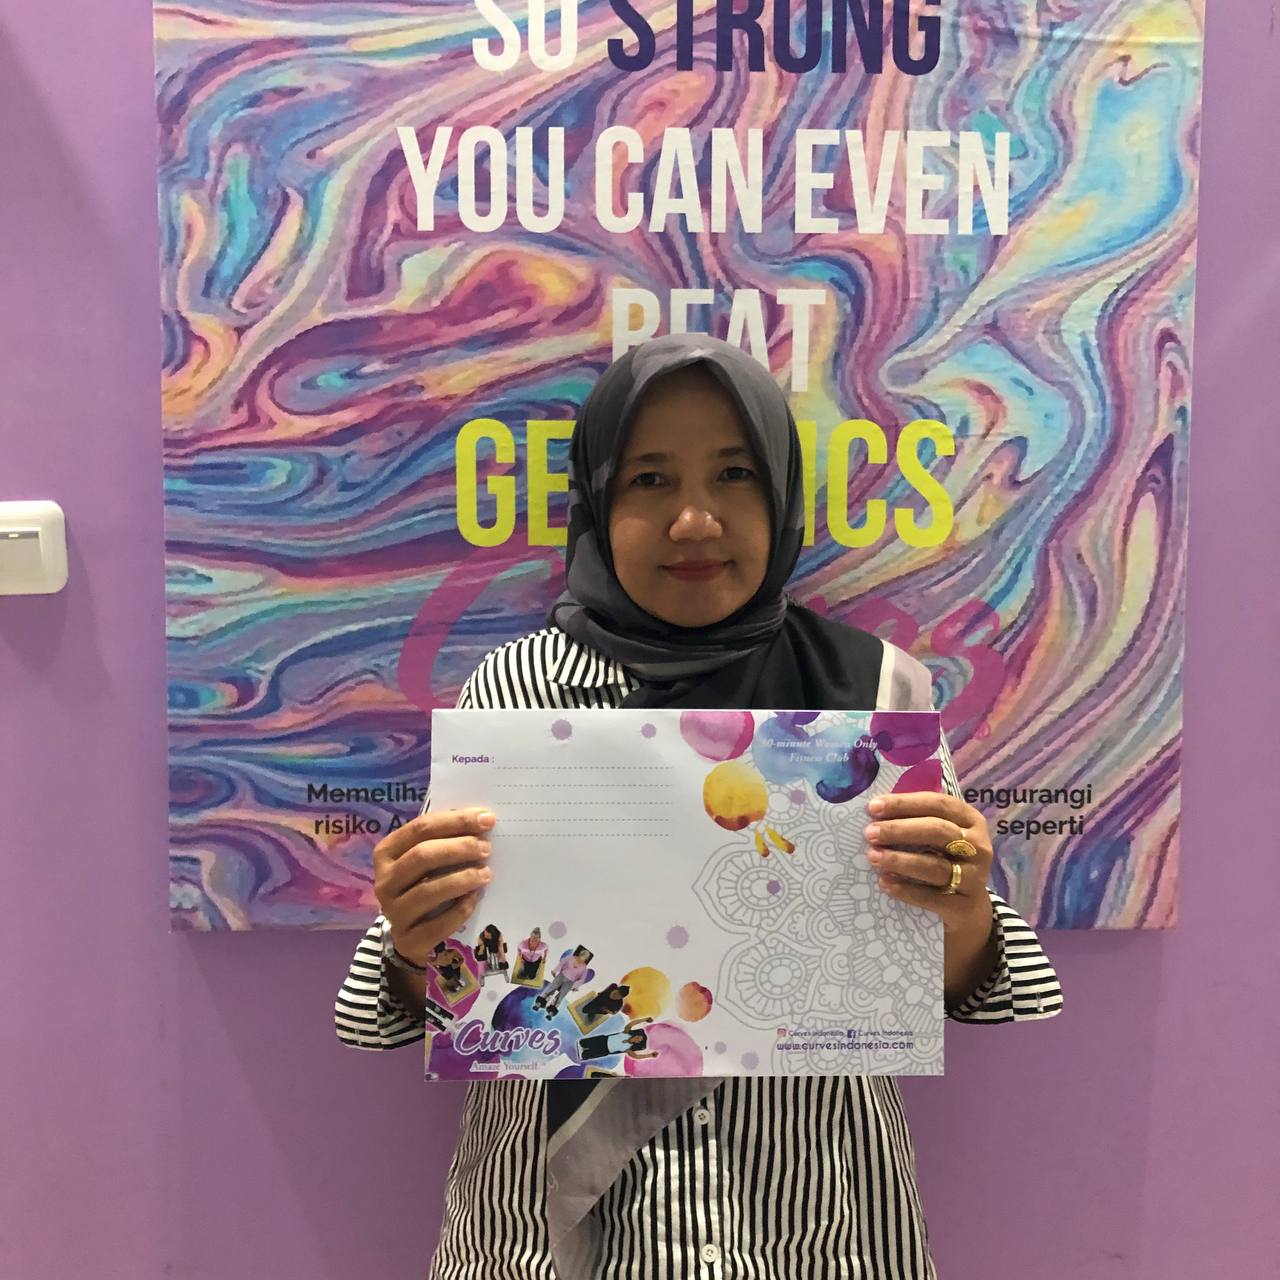 SO STRONG
YOU CAN EVEN
BEAT
GE ICS
Memeliha engurangi
risiko seperti
Kepada :
30-minute Women Only
Fitness Club
Curves
Amaze Yourself
Curves Indonesia Curves Indonesia
www.curvesindonesia.com